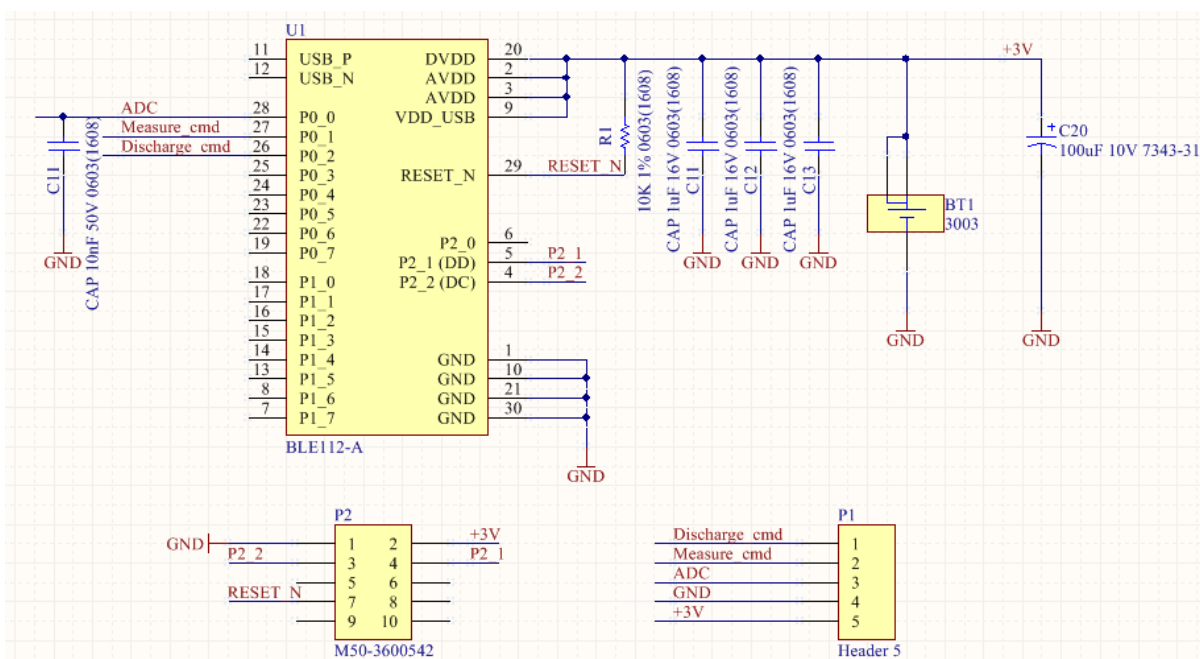 U1
11 USB_P DVDD 20
12 USB_N AVDD 2
AVDD 3
VDD_USB 9
ADC 28 P0_0
Measure_cmd 27 P0_1
Discharge_cmd 26 P0_2
25 P0_3 RESET_N 29 RESET_N
24 P0_4
23 P0_5
22 P0_6
19 P0_7
P2_0 6
P2_1 (DD) 5 P2_1
P2_2 (DC) 4 P2_2
18 P1_0
17 P1_1
16 P1_2
15 P1_3
14 P1_4 GND 1
13 P1_5 GND 10
8 P1_6 GND 21
7 P1_7 GND 30
BLE112-A
GND
C11
CAP 10nF 50V 0603(1608)
GND
+3V
R1
10K 1% 0603(1608)
CAP 1uF 16V 0603(1608)
C11
GND
CAP 1uF 16V 0603(1608)
C12
GND
CAP 1uF 16V 0603(1608)
C13
GND
BT1
3003
GND
+
C20
100uF 10V 7343-31
GND
P2
GND 1 2 +3V
P2_2 3 4 P2_1
5 6
RESET_N 7 8
9 10
M50-3600542
P1
Discharge_cmd 1
Measure_cmd 2
ADC 3
GND 4
+3V 5
Header 5